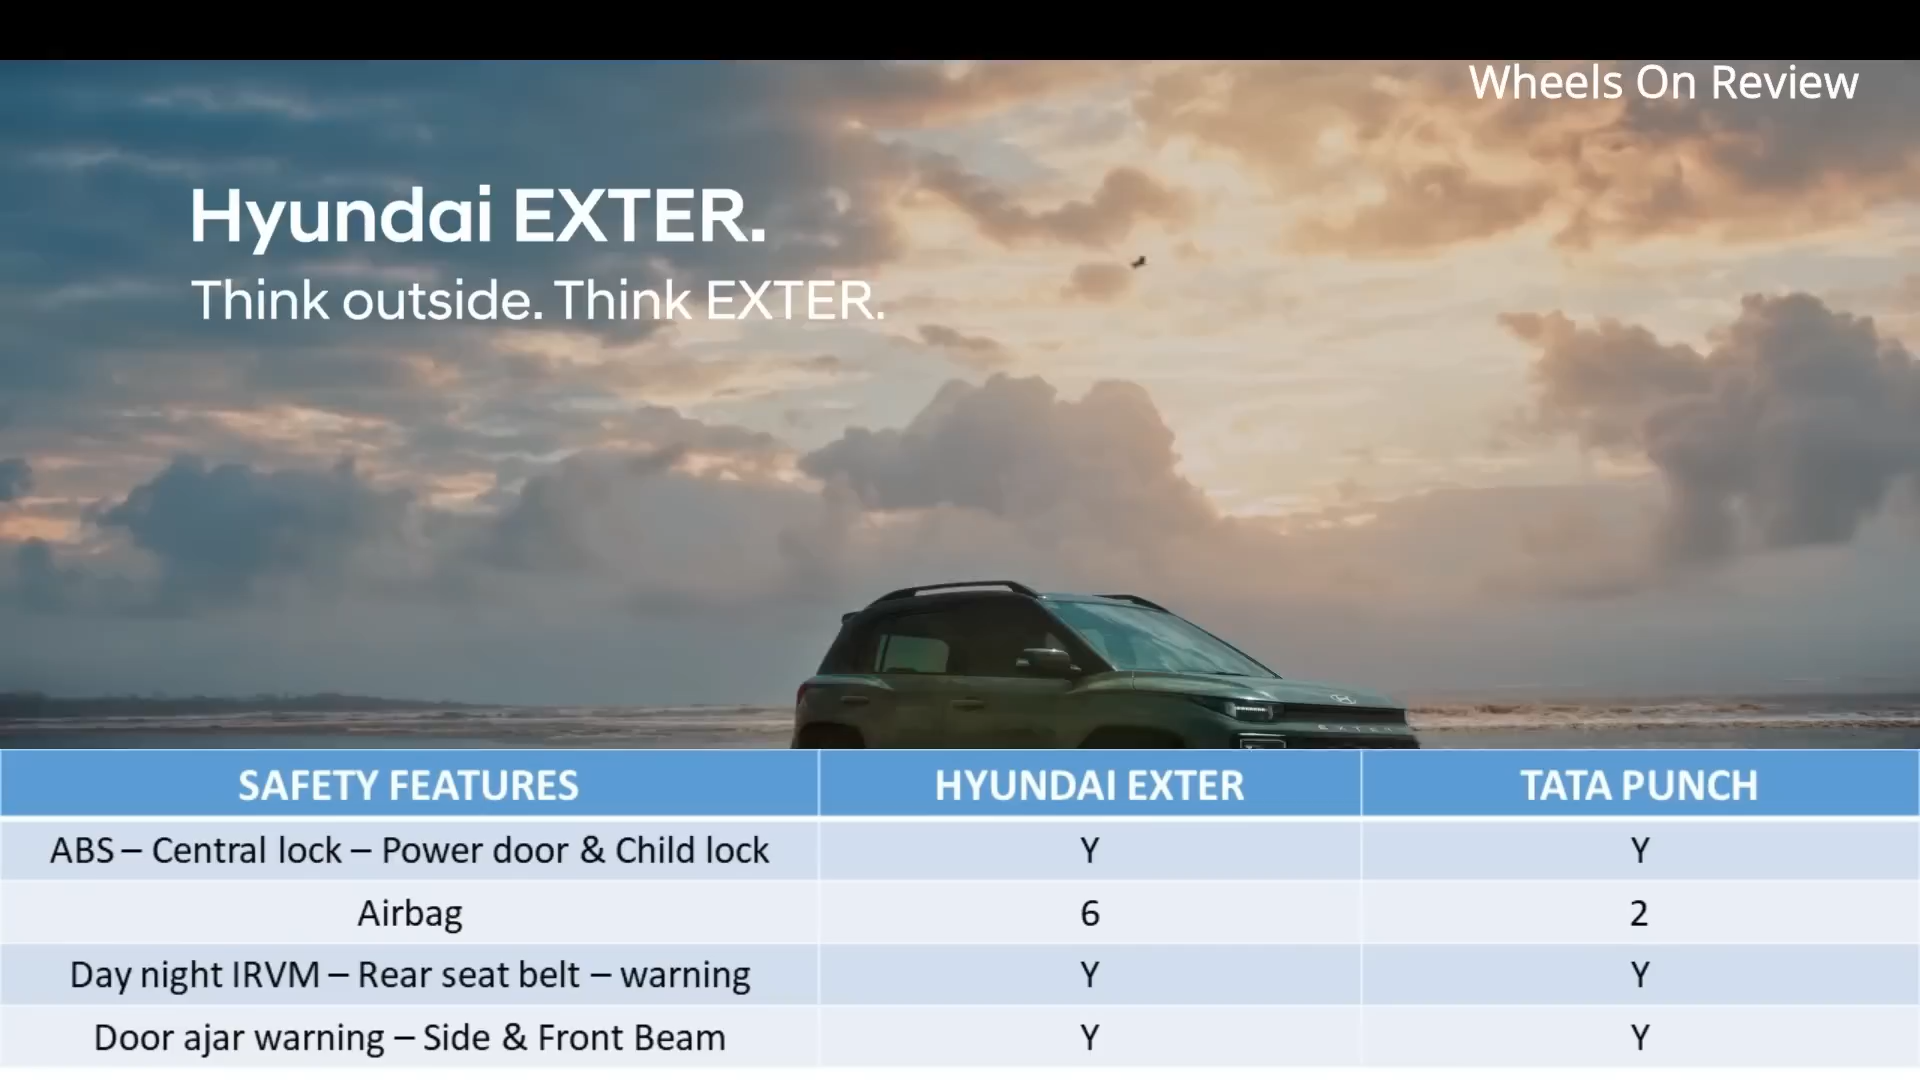 Wheels On Review
Hyundai EXTER.
Think outside. Think EXTER.
EXTER
SAFETY FEATURES HYUNDAI EXTER TATA PUNCH
ABS – Central lock – Power door & Child lock Y Y
Airbag 6 2
Day night IRVM – Rear seat belt – warning Y Y
Door ajar warning – Side & Front Beam Y Y